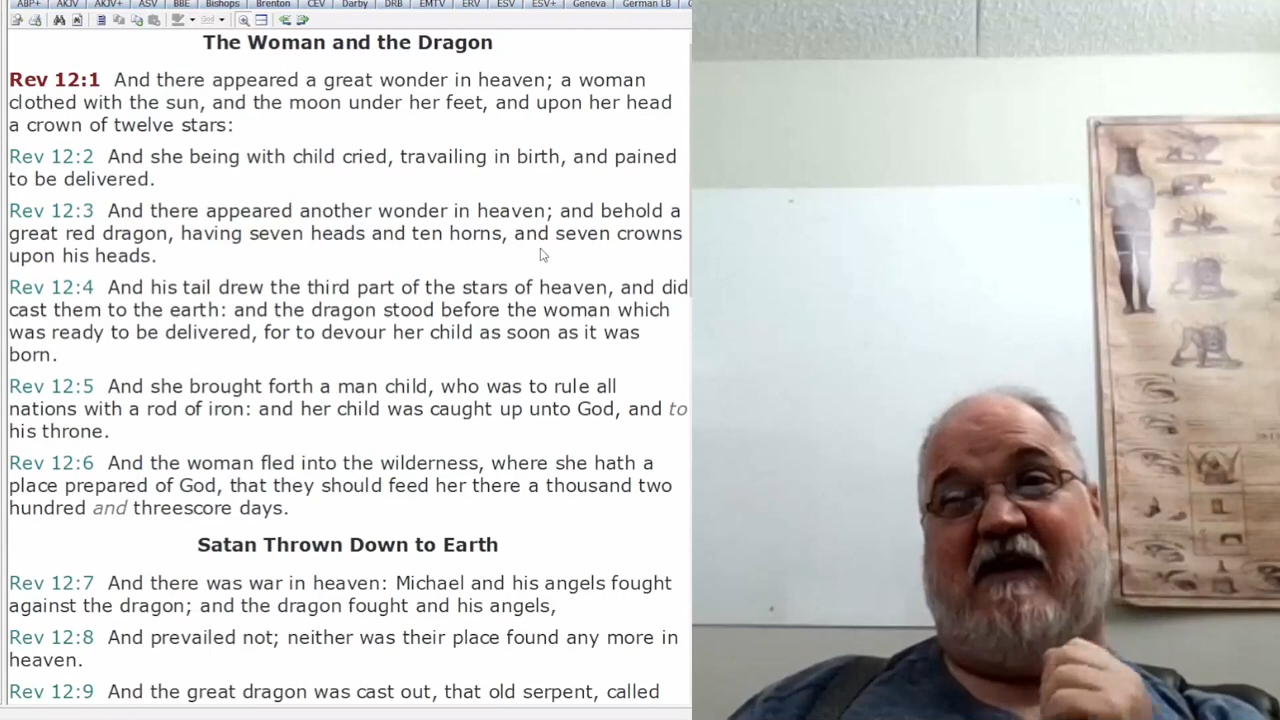 ABP+ AKJV AKJV+ ASV BBE Bishops Brenton CEV Darby DRB EMTV ERV ESV ESV+ Geneva German LB
The Woman and the Dragon
Rev 12:1 And there appeared a great wonder in heaven; a woman
clothed with the sun, and the moon under her feet, and upon her head
a crown of twelve stars:
Rev 12:2 And she being with child cried, travailing in birth, and pained
to be delivered.
Rev 12:3 And there appeared another wonder in heaven; and behold a
great red dragon, having seven heads and ten horns, and seven crowns
upon his heads.
Rev 12:4 And his tail drew the third part of the stars of heaven, and did
cast them to the earth: and the dragon stood before the woman which
was ready to be delivered, for to devour her child as soon as it was
born.
Rev 12:5 And she brought forth a man child, who was to rule all
nations with a rod of iron: and her child was caught up unto God, and to
his throne.
Rev 12:6 And the woman fled into the wilderness, where she hath a
place prepared of God, that they should feed her there a thousand two
hundred and threescore days.
Satan Thrown Down to Earth
Rev 12:7 And there was war in heaven: Michael and his angels fought
against the dragon; and the dragon fought and his angels,
Rev 12:8 And prevailed not; neither was their place found any more in
heaven.
Rev 12:9 And the great dragon was cast out, that old serpent, called